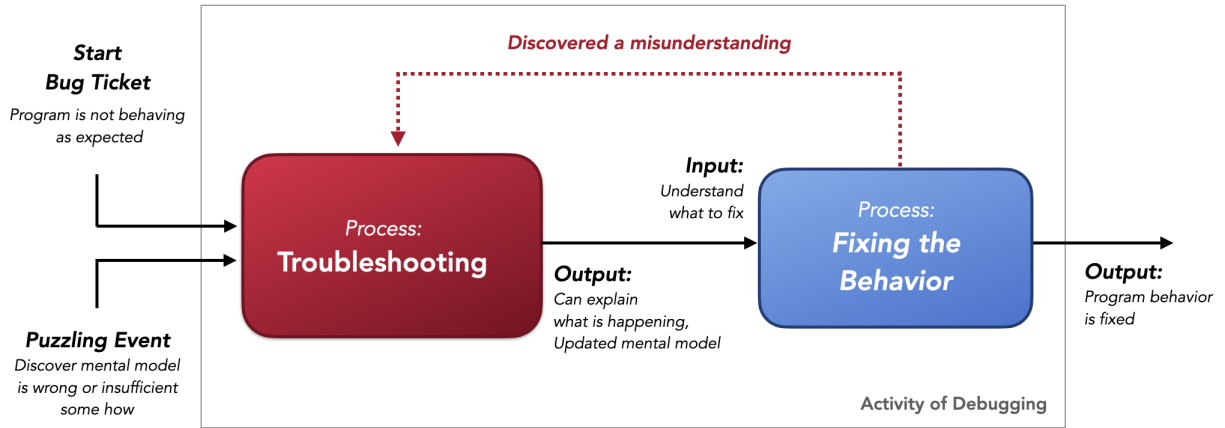 Start
Bug Ticket
Program is not behaving
as expected
Puzzling Event
Discover mental model
is wrong or insufficient
some how
Discovered a misunderstanding
Process:
Troubleshooting
Output:
Can explain
what is happening,
Updated mental model
Input:
Understand
what to fix
Process:
Fixing the
Behavior
Output:
Program behavior
is fixed
Activity of Debugging